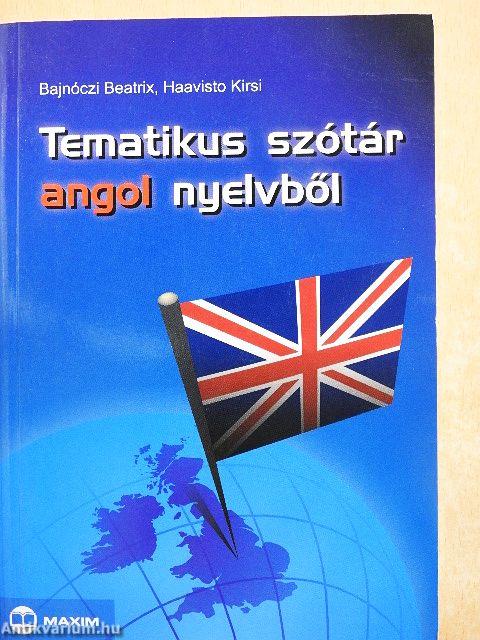 Bajnóczi Beatrix, Haavisto Kirsi
Tematikus szótár
angol nyelvből
MAXIM
Antikvarium.hu